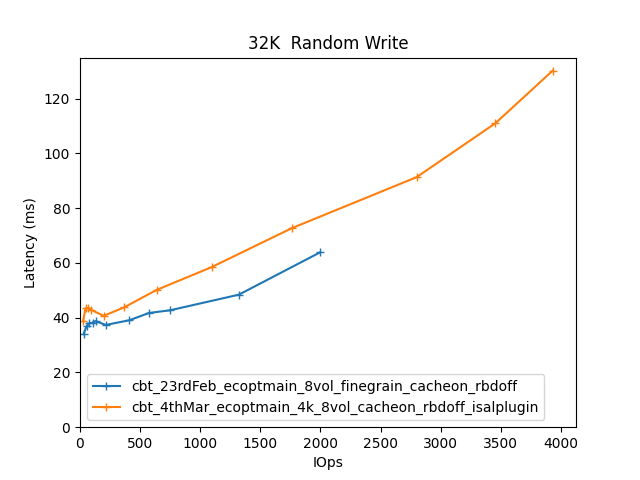 32K  Random Write
Latency (ms)
120
100
80
60
40
20
0
cbt_23rdFeb_ecoptmain_8vol_finegrain_cacheon_rbdoff
cbt_4thMar_ecoptmain_4k_8vol_cacheon_rbdoff_isalplugin
0 500 1000 1500 2000 2500 3000 3500 4000
IOps